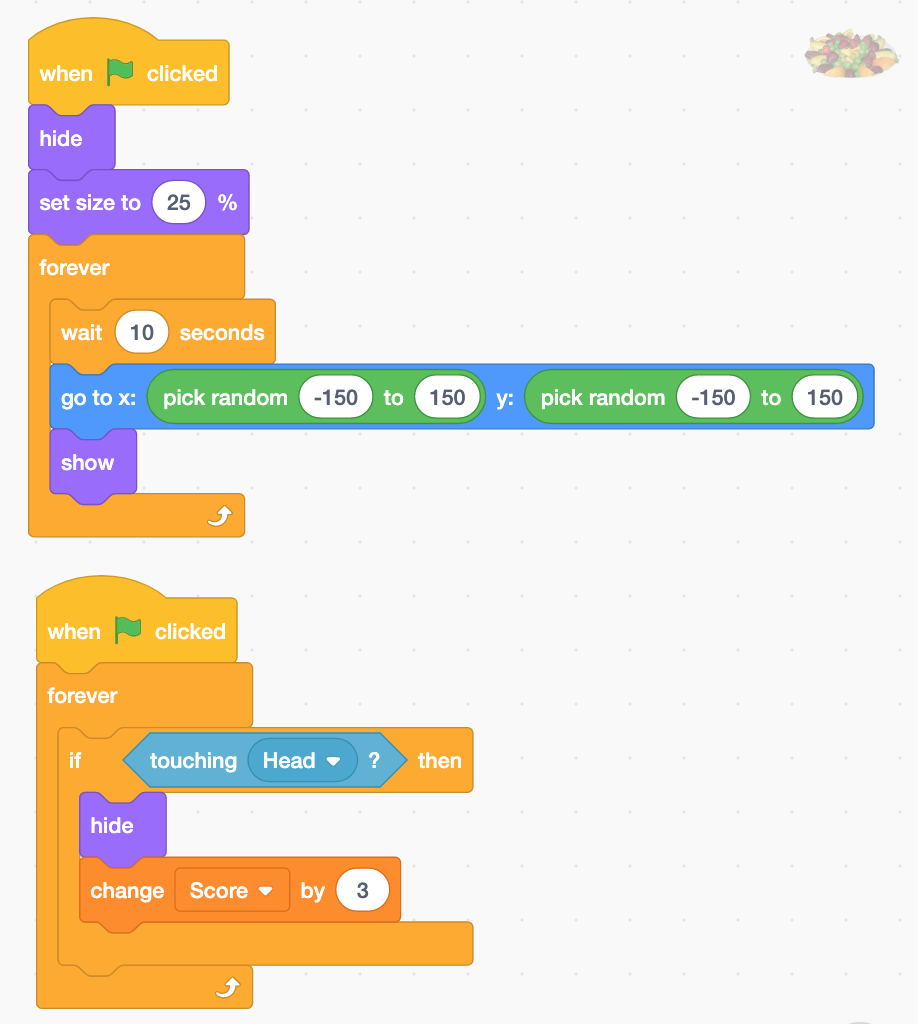 when clicked
hide
set size to 25 %
forever
wait 10 seconds
go to x: pick random -150 to 150 y: pick random -150 to 150
show
when clicked
forever
if touching Head ? then
hide
change Score by 3